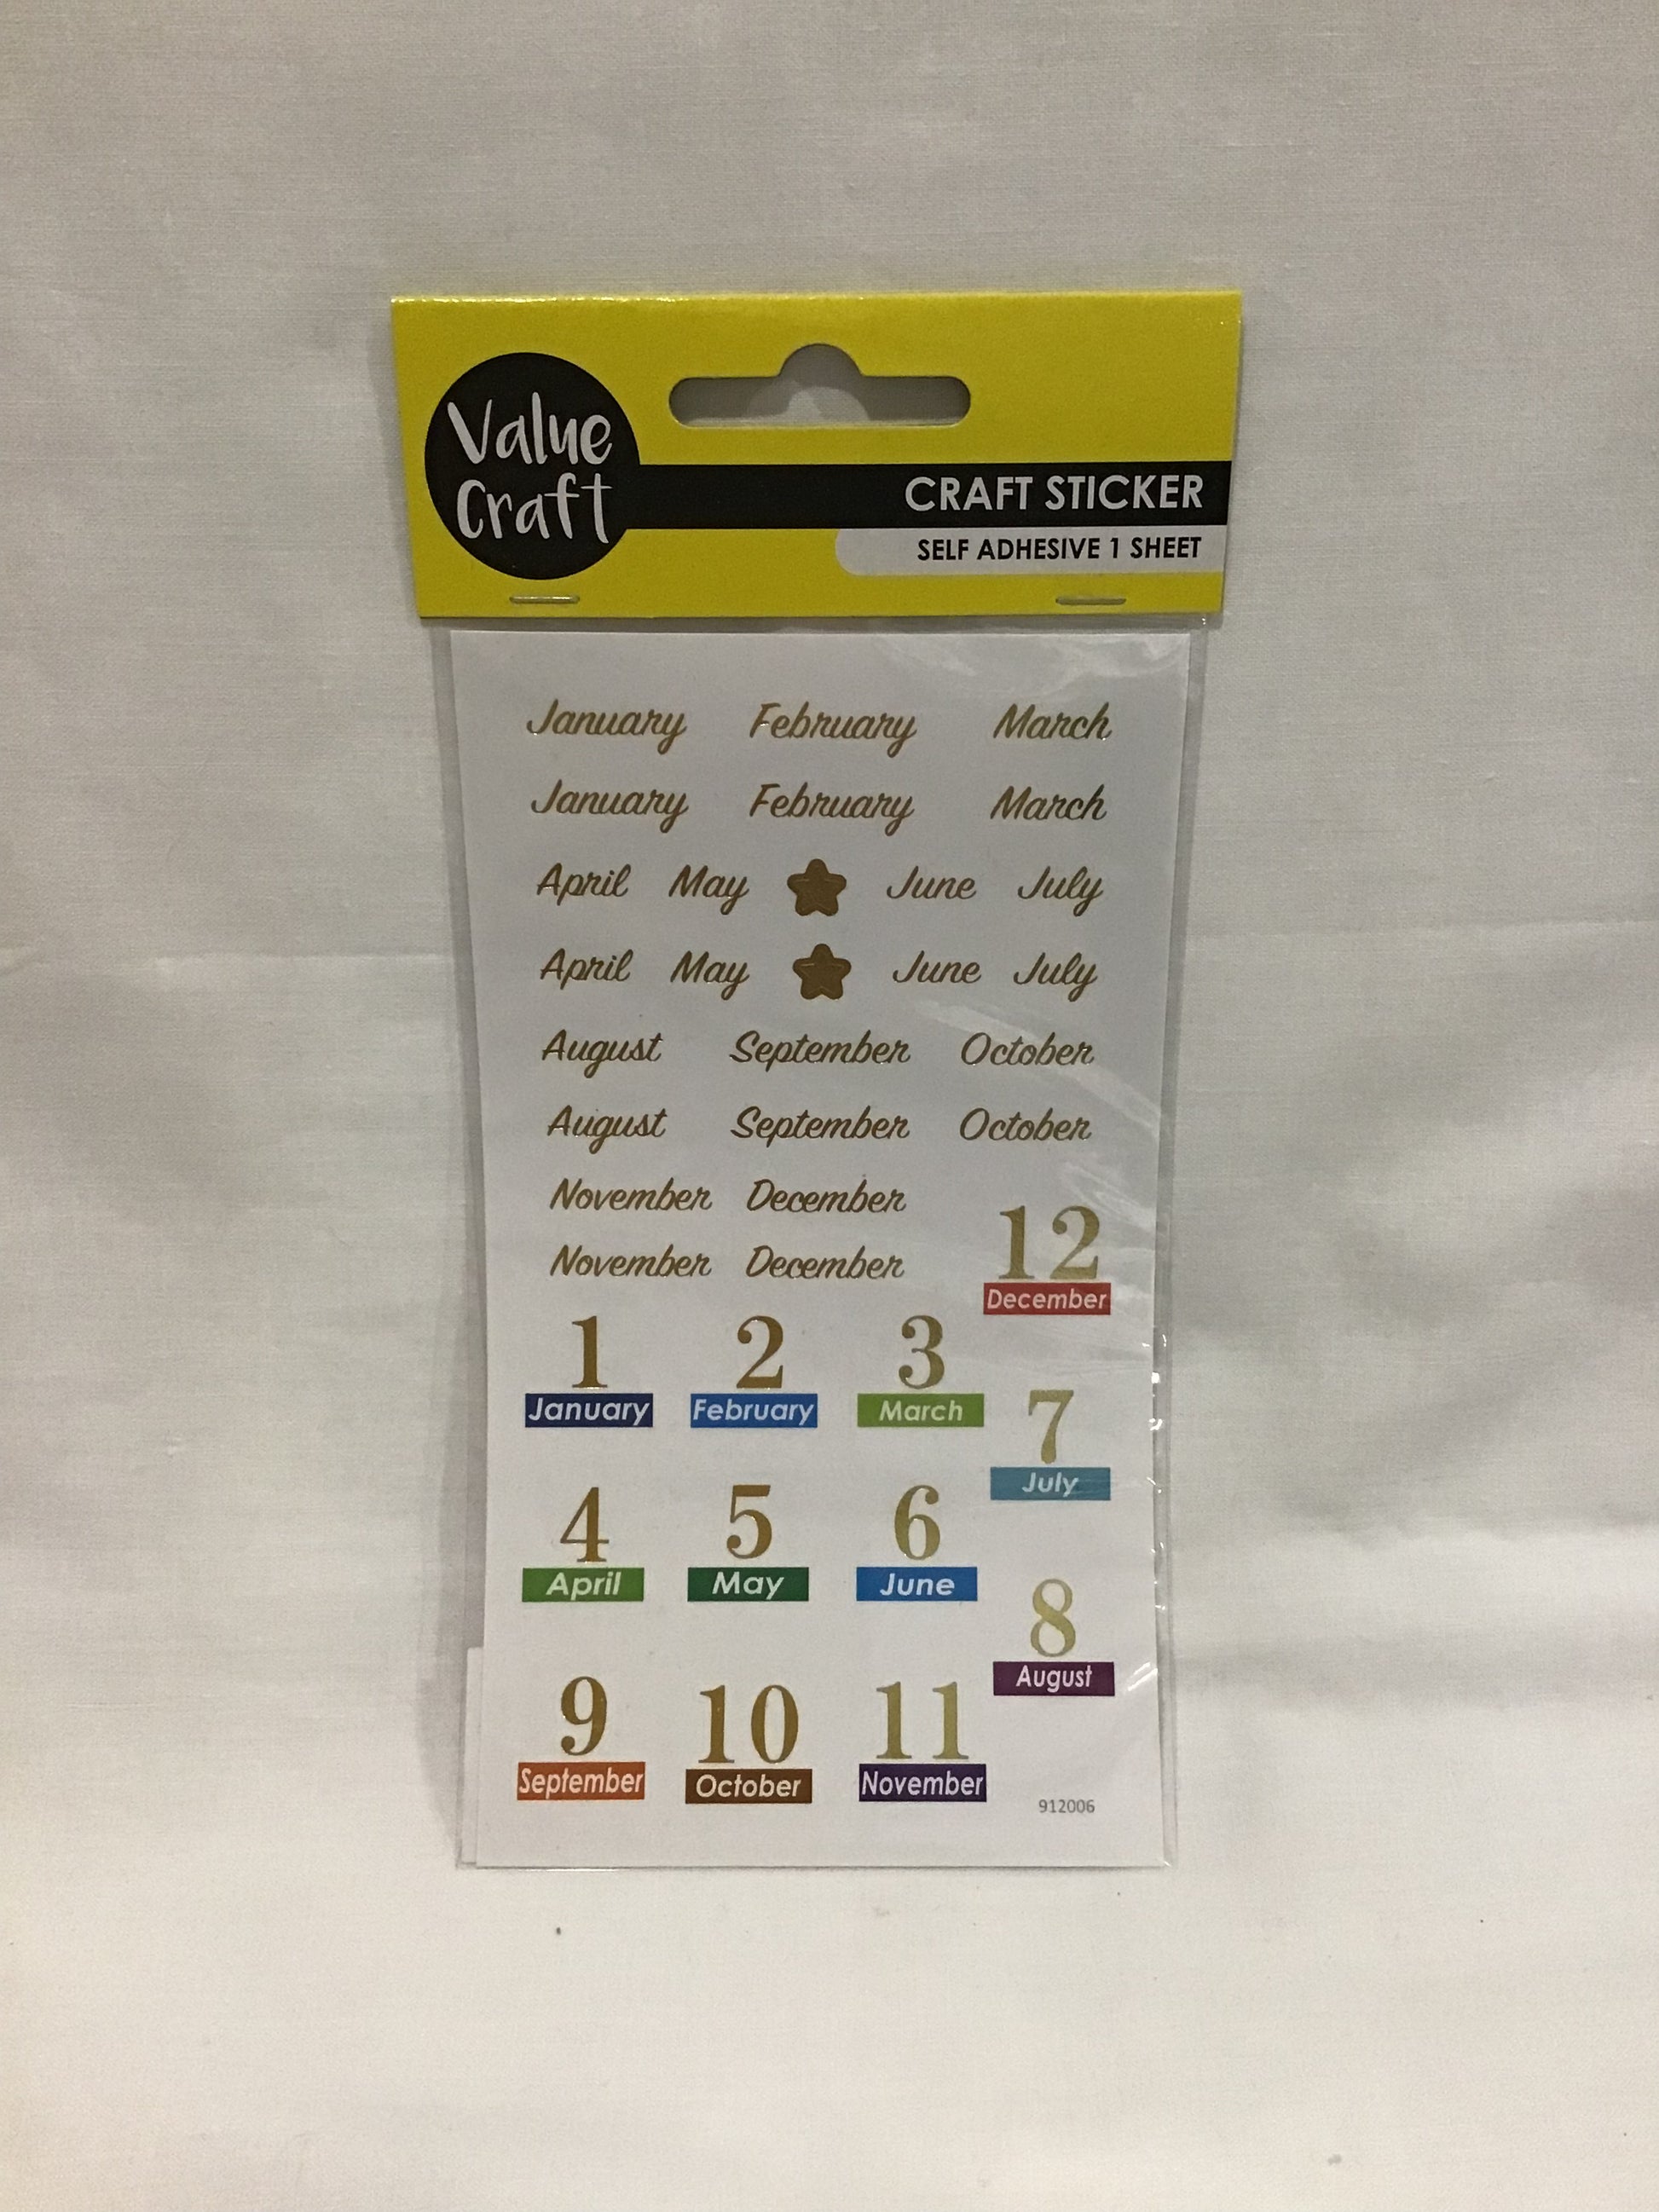 Value
Craft
CRAFT STICKER
SELF ADHESIVE 1 SHEET
January February March
January February March
April May June July
April May June July
August September October
August September October
November December
November December
12
December
1 2 3
January February March
7
July
4 5 6
April May June
8
August
9 10 11
September October November
912006